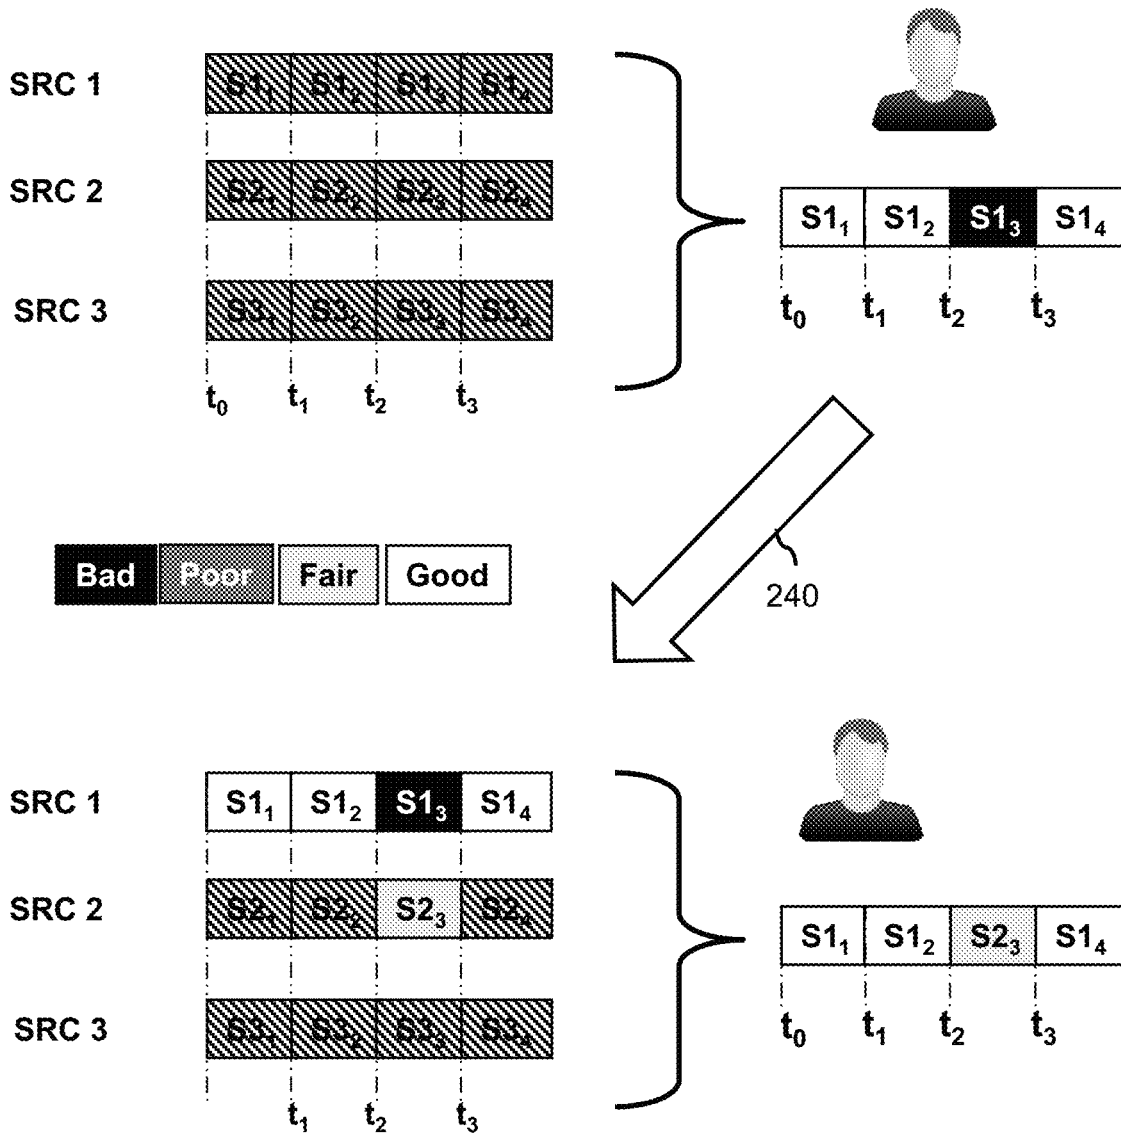 SRC 1 S1₁ S1₂ S1₃ S1₄
SRC 2 S2₁ S2₂ S2₃ S2₄
S1₁ S1₂ S1₃ S1₄
SRC 3 S3₁ S3₂ S3₄
t₀ t₁ t₂ t₃
t₀ t₁ t₂ t₃
Bad Poor Fair Good
240
SRC 1 S1₁ S1₂ S1₃ S1₄
SRC 2 S2₁ S2₂ S2₃ S2₄
S1₁ S1₂ S2₃ S1₄
SRC 3 S3₁ S3₂ S3₄
t₀ t₁ t₂ t₃
t₁ t₂ t₃